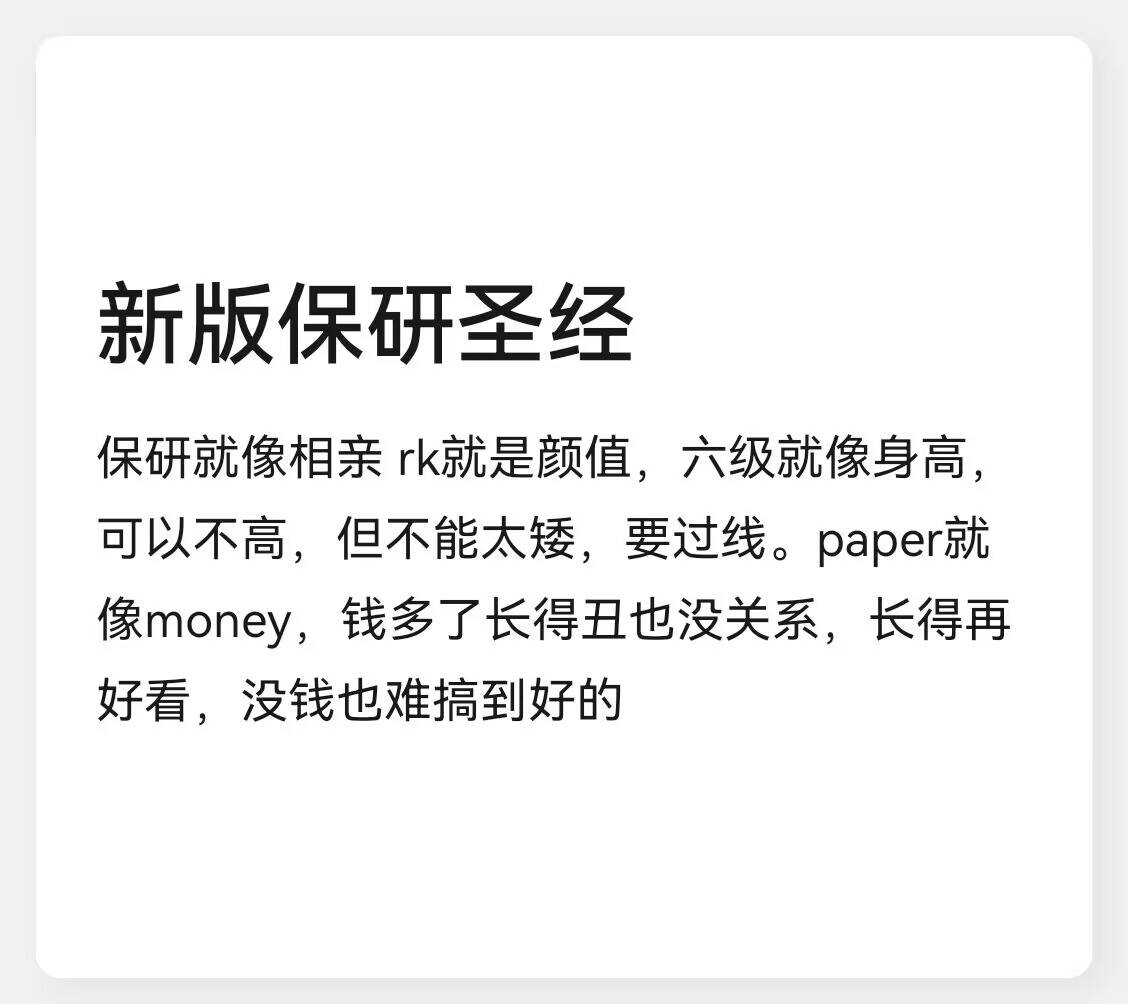 新版保研圣经
保研就像相亲 rk就是颜值，六级就像身高，
可以不高，但不能太矮，要过线。paper就
像money，钱多了长得丑也没关系，长得再
好看，没钱也难搞到好的